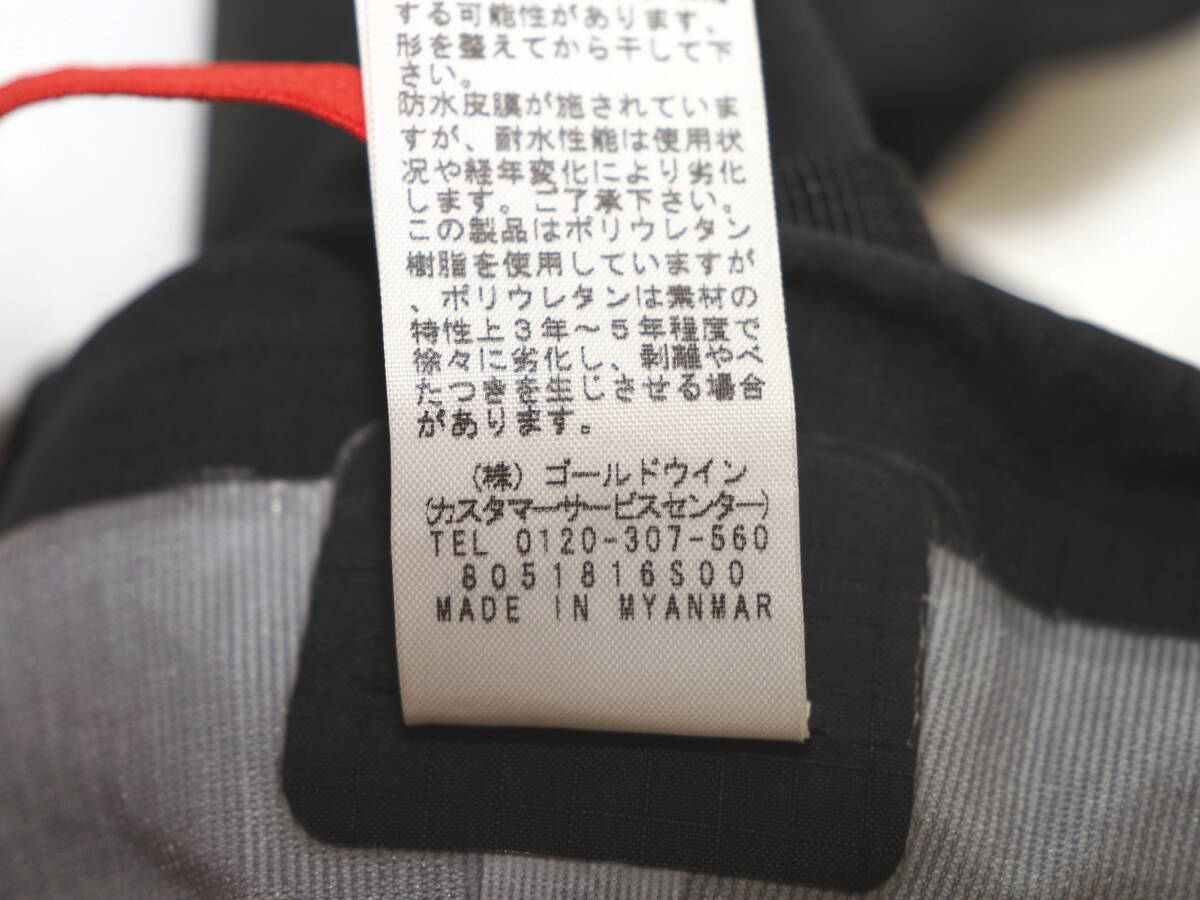 する可能性があります、
形を整えてから干して下
さい。
防水皮膜が施されていま
すが、耐水性能は使用状
況や経年変化により劣化
します。ご了承下さい。
この製品はポリウレタン
樹脂を使用していますが
、ポリウレタンは素材の
特性上3年〜5年程度で
徐々に劣化し、剥離やべ
たつきを生じさせる場合
があります。
(株)ゴールドウイン
(カスタマーサービスセンター)
TEL 0120-307-560
8051816S00
MADE IN MYANMAR